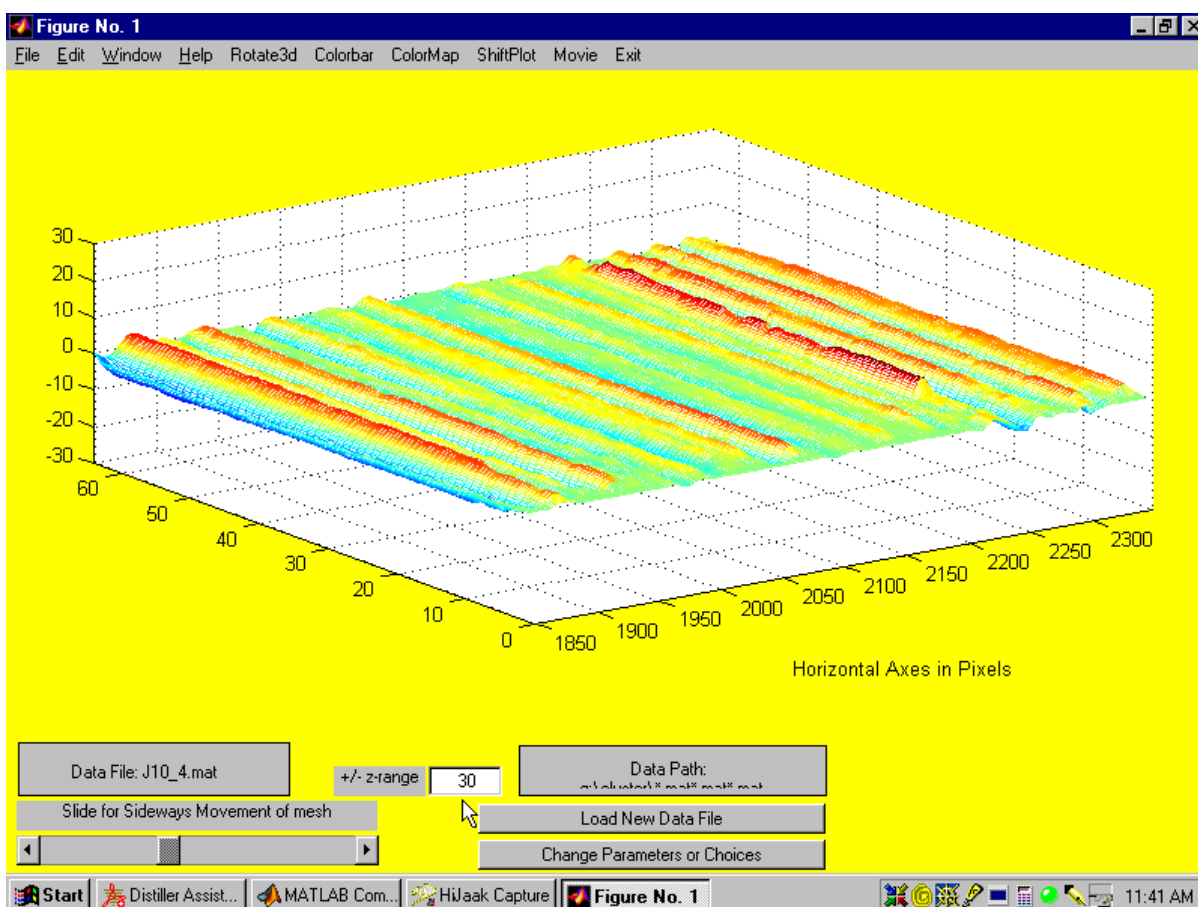 Figure No. 1
File Edit Window Help Rotate3d Colorbar ColorMap ShiftPlot Movie Exit
30
20
10
0
-10
-20
-30
60
50
40
30
20
10
0
1850
1900
1950
2000
2050
2100
2150
2200
2250
2300
Horizontal Axes in Pixels
Data File: J10_4.mat
+/- z-range
30
Data Path:
Slide for Sideways Movement of mesh
Load New Data File
Change Parameters or Choices
Start Distiller Assist... MATLAB Com... HiJaak Capture Figure No. 1 11:41 AM